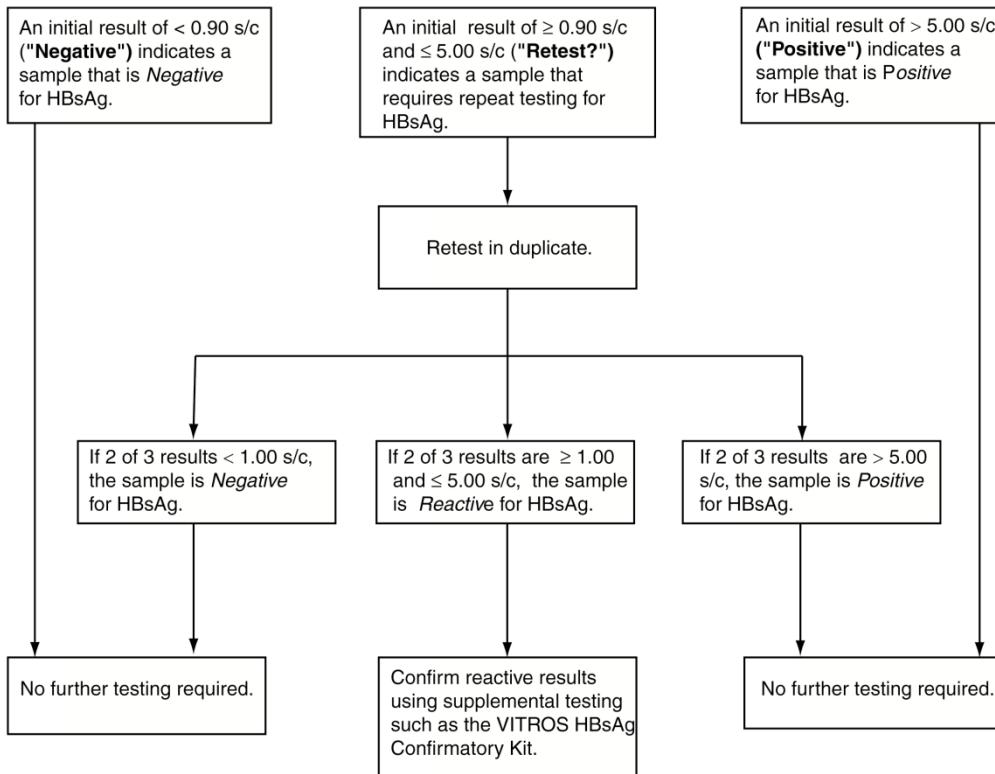 An initial result of < 0.90 s/c
("Negative") indicates a
sample that is Negative
for HBsAg.
An initial result of ≥ 0.90 s/c
and ≤ 5.00 s/c ("Retest?")
indicates a sample that
requires repeat testing for
HBsAg.
An initial result of > 5.00 s/c
("Positive") indicates a
sample that is Positive
for HBsAg.
Retest in duplicate.
If 2 of 3 results < 1.00 s/c,
the sample is Negative
for HBsAg.
If 2 of 3 results are ≥ 1.00
and ≤ 5.00 s/c, the sample
is Reactive for HBsAg.
If 2 of 3 results are > 5.00
s/c, the sample is Positive
for HBsAg.
No further testing required.
Confirm reactive results
using supplemental testing
such as the VITROS HBsAg
Confirmatory Kit.
No further testing required.